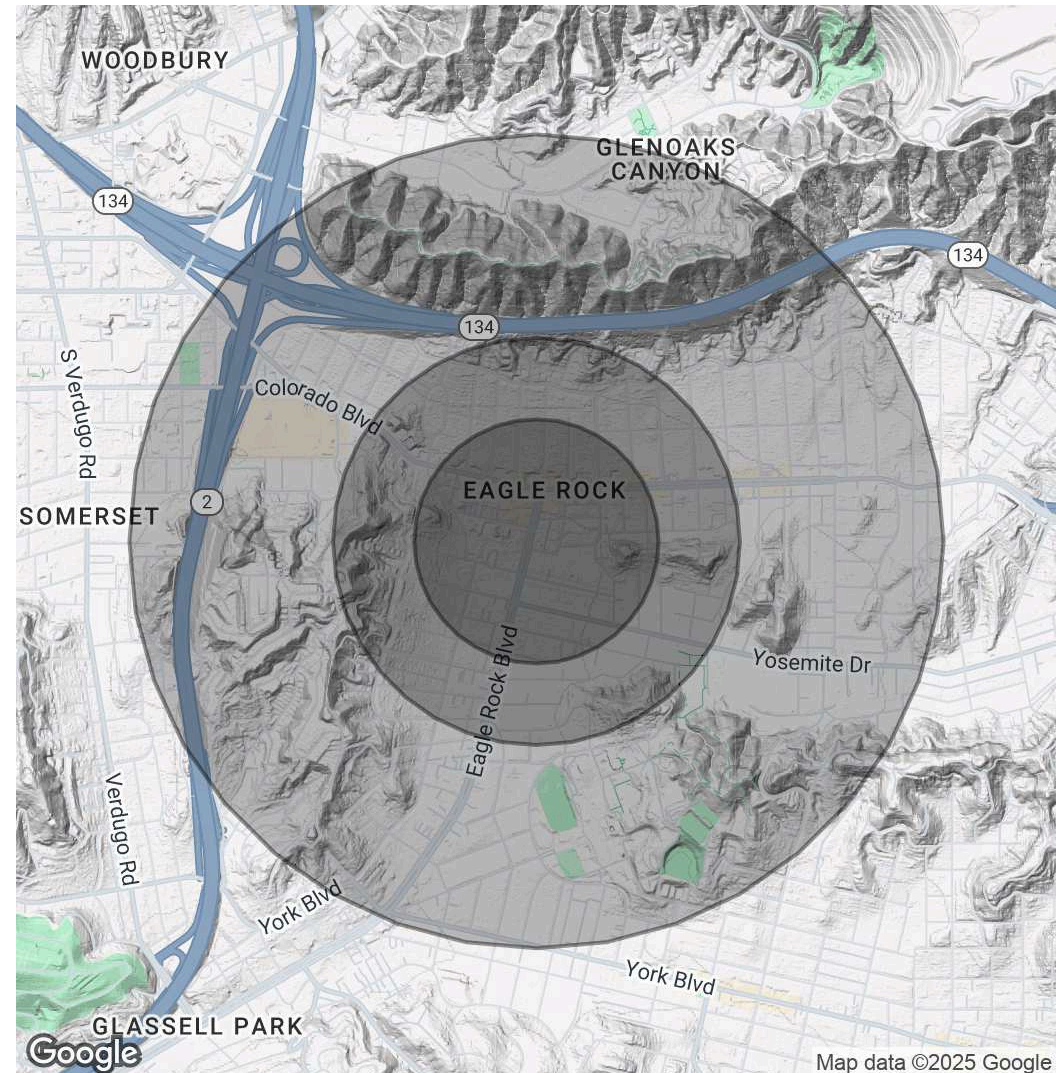 WOODBURY
GLENOAKS
CANYON
134
134
134
S Verdugo Rd
Colorado Blvd
EAGLE ROCK
2
SOMERSET
Yosemite Dr
Eagle Rock Blvd
Verdugo Rd
York Blvd
York Blvd
GLASSELL PARK
Google
Map data ©2025 Google